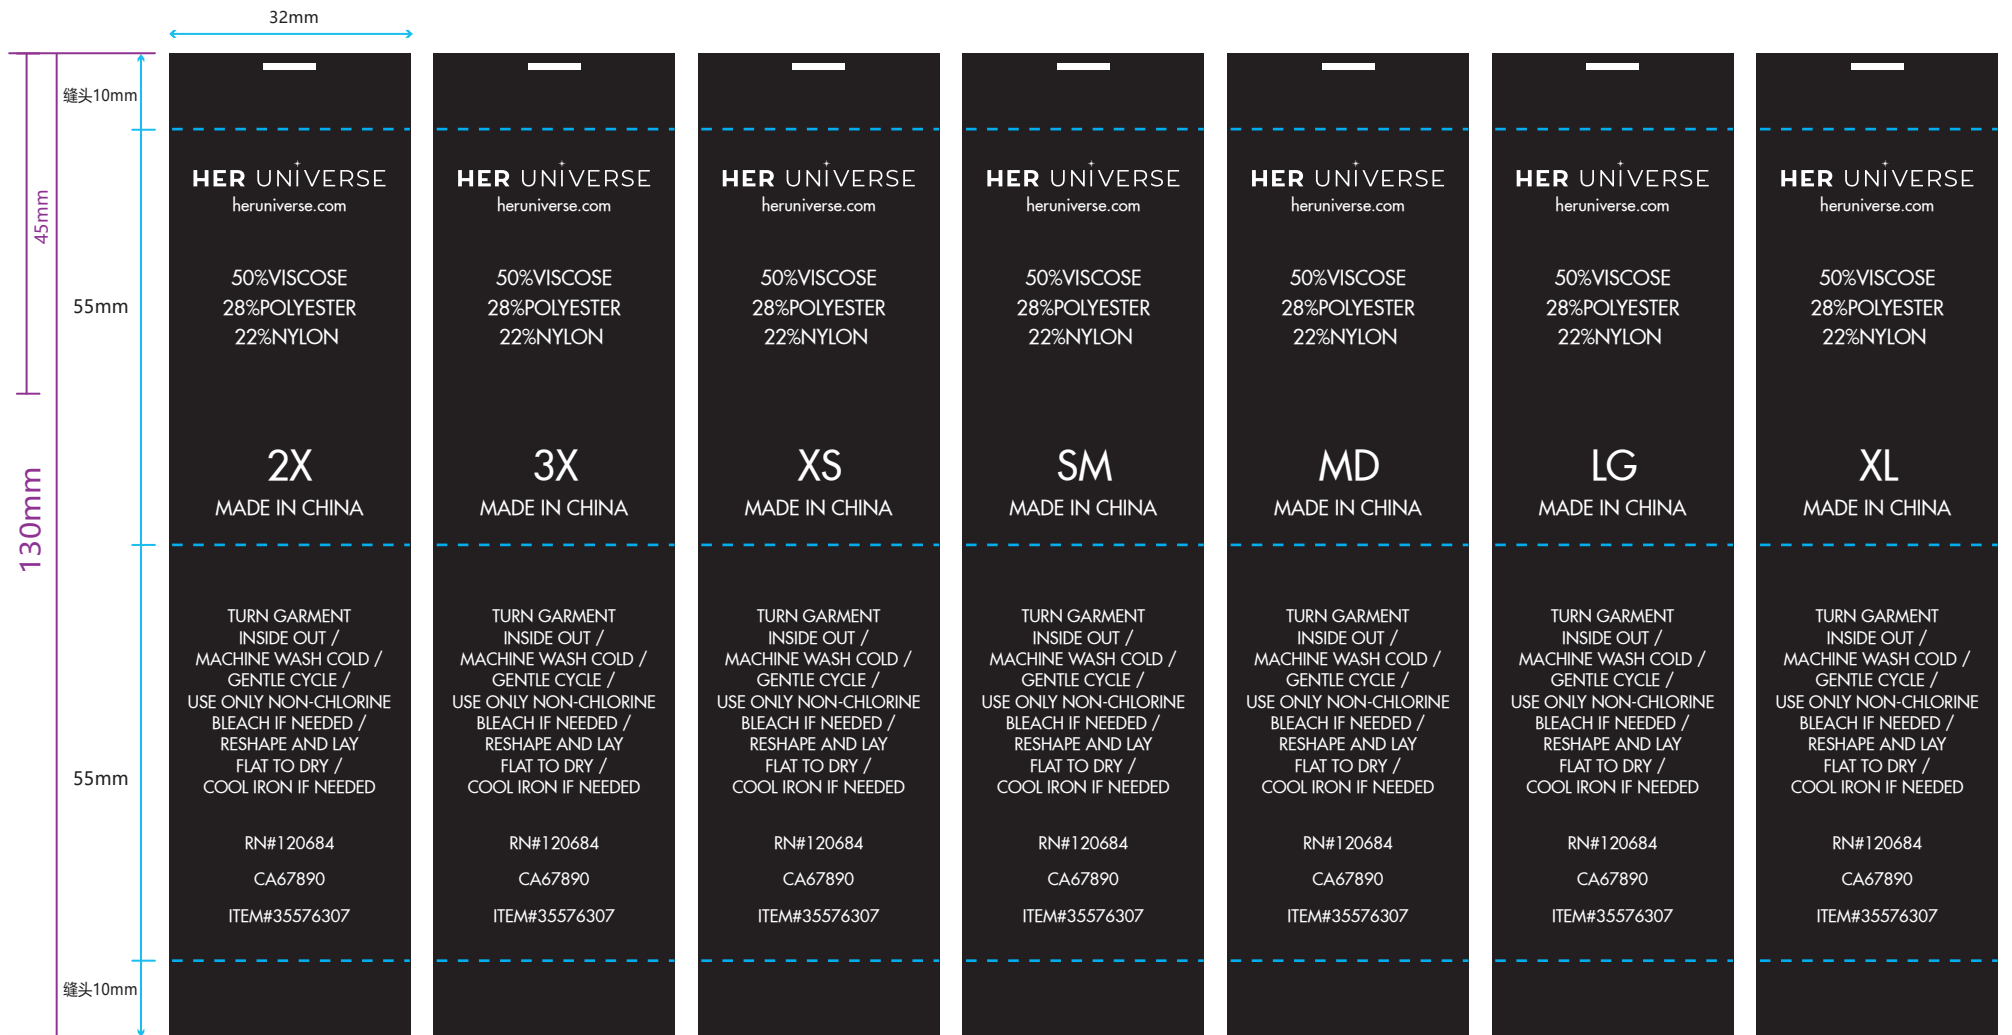 32mm
缝头10mm
45mm
55mm
130mm
55mm
缝头10mm
HER UNIVERSE
heruniverse.com
50%VISCOSE
28%POLYESTER
22%NYLON
2X
MADE IN CHINA
TURN GARMENT
INSIDE OUT /
MACHINE WASH COLD /
GENTLE CYCLE /
USE ONLY NON-CHLORINE
BLEACH IF NEEDED /
RESHAPE AND LAY
FLAT TO DRY /
COOL IRON IF NEEDED
RN#120684
CA67890
ITEM#35576307
HER UNIVERSE
heruniverse.com
50%VISCOSE
28%POLYESTER
22%NYLON
3X
MADE IN CHINA
TURN GARMENT
INSIDE OUT /
MACHINE WASH COLD /
GENTLE CYCLE /
USE ONLY NON-CHLORINE
BLEACH IF NEEDED /
RESHAPE AND LAY
FLAT TO DRY /
COOL IRON IF NEEDED
RN#120684
CA67890
ITEM#35576307
HER UNIVERSE
heruniverse.com
50%VISCOSE
28%POLYESTER
22%NYLON
XS
MADE IN CHINA
TURN GARMENT
INSIDE OUT /
MACHINE WASH COLD /
GENTLE CYCLE /
USE ONLY NON-CHLORINE
BLEACH IF NEEDED /
RESHAPE AND LAY
FLAT TO DRY /
COOL IRON IF NEEDED
RN#120684
CA67890
ITEM#35576307
HER UNIVERSE
heruniverse.com
50%VISCOSE
28%POLYESTER
22%NYLON
SM
MADE IN CHINA
TURN GARMENT
INSIDE OUT /
MACHINE WASH COLD /
GENTLE CYCLE /
USE ONLY NON-CHLORINE
BLEACH IF NEEDED /
RESHAPE AND LAY
FLAT TO DRY /
COOL IRON IF NEEDED
RN#120684
CA67890
ITEM#35576307
HER UNIVERSE
heruniverse.com
50%VISCOSE
28%POLYESTER
22%NYLON
MD
MADE IN CHINA
TURN GARMENT
INSIDE OUT /
MACHINE WASH COLD /
GENTLE CYCLE /
USE ONLY NON-CHLORINE
BLEACH IF NEEDED /
RESHAPE AND LAY
FLAT TO DRY /
COOL IRON IF NEEDED
RN#120684
CA67890
ITEM#35576307
HER UNIVERSE
heruniverse.com
50%VISCOSE
28%POLYESTER
22%NYLON
LG
MADE IN CHINA
TURN GARMENT
INSIDE OUT /
MACHINE WASH COLD /
GENTLE CYCLE /
USE ONLY NON-CHLORINE
BLEACH IF NEEDED /
RESHAPE AND LAY
FLAT TO DRY /
COOL IRON IF NEEDED
RN#120684
CA67890
ITEM#35576307
HER UNIVERSE
heruniverse.com
50%VISCOSE
28%POLYESTER
22%NYLON
XL
MADE IN CHINA
TURN GARMENT
INSIDE OUT /
MACHINE WASH COLD /
GENTLE CYCLE /
USE ONLY NON-CHLORINE
BLEACH IF NEEDED /
RESHAPE AND LAY
FLAT TO DRY /
COOL IRON IF NEEDED
RN#120684
CA67890
ITEM#35576307